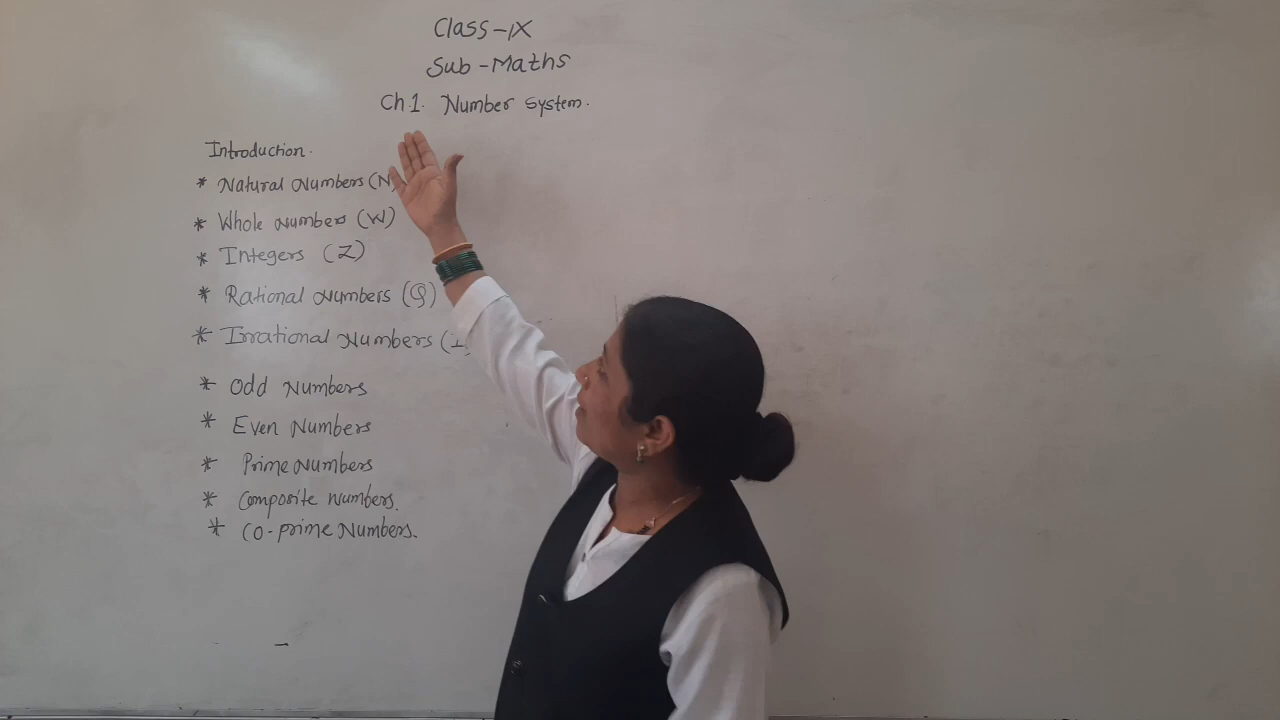 Class-IX
Sub-Maths
Ch.1. Number System.
Introduction.
* Natural Numbers (N)
* Whole Numbers (W)
* Integers (Z)
* Rational Numbers (Q)
* Irrational Numbers (I
* Odd Numbers
* Even Numbers
* Prime Numbers
* Composite Numbers.
* Co-prime Numbers.